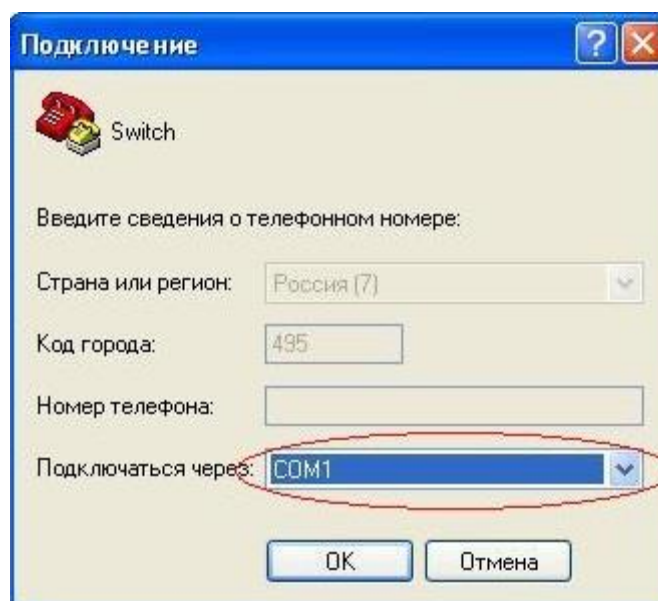 Подключение
Switch
Введите сведения о телефонном номере:
Страна или регион: Россия (7)
Код города: 495
Номер телефона:
Подключаться через: COM1
OK Отмена